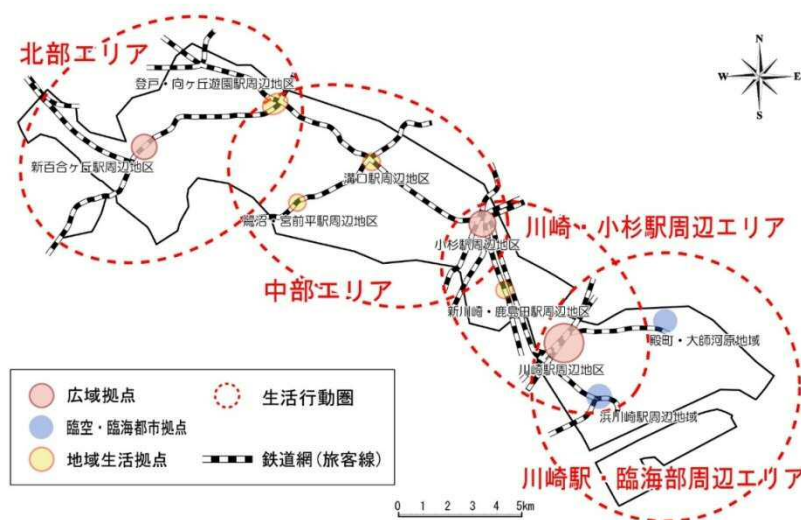 北部エリア
登戸・向ヶ丘遊園駅周辺地区
N
W
E
S
新百合ヶ丘駅周辺地区
溝口駅周辺地区
鷺沼・宮前平駅周辺地区
川崎・小杉駅周辺エリア
小杉駅周辺地区
中部エリア
新川崎・鹿島田駅周辺地区
殿町・大師河原地域
川崎駅周辺地区
浜川崎駅周辺地域
川崎駅・臨海部周辺エリア
広域拠点
生活行動圏
臨空・臨海都市拠点
地域生活拠点
鉄道網(旅客線)
0 1 2 3 4 5km